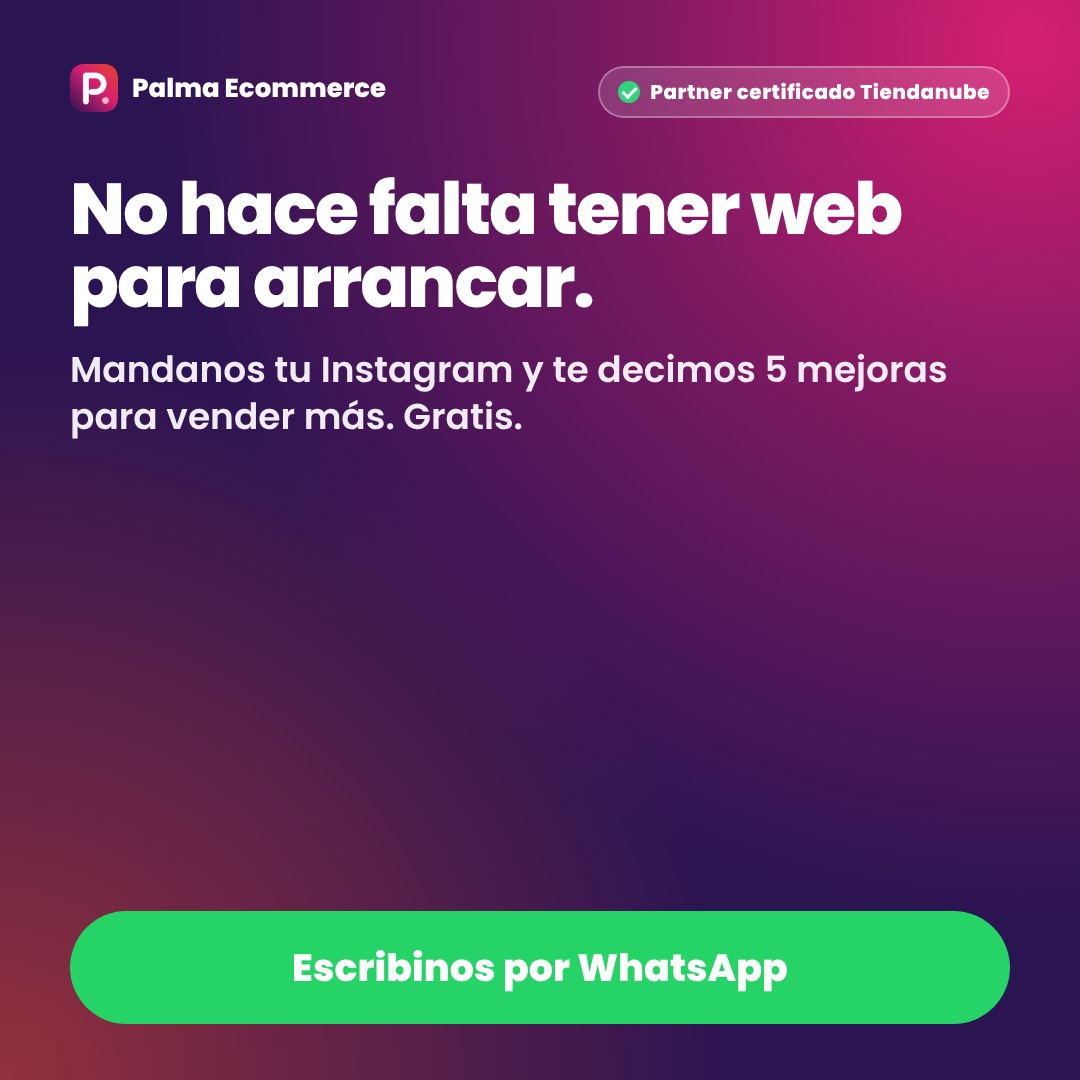 Palma Ecommerce
Partner certificado Tiendanube
No hace falta tener web
para arrancar.
Mandanos tu Instagram y te decimos 5 mejoras
para vender más. Gratis.
Escribinos por WhatsApp